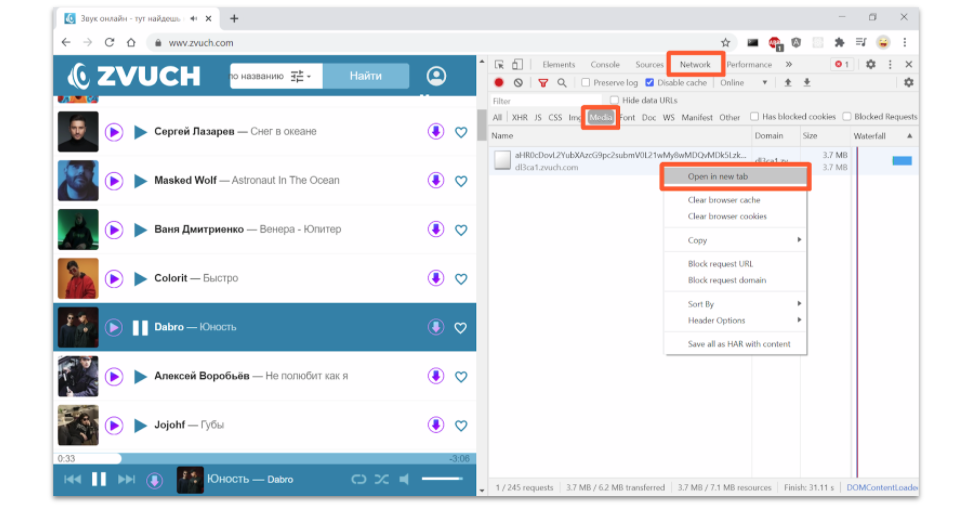 Звук онлайн - тут найдешь
www.zvuch.com
ZVUCH
по названию
Найти
Сергей Лазарев — Снег в океане
Masked Wolf — Astronaut In The Ocean
Ваня Дмитриенко — Венера - Юпитер
Colorit — Быстро
Dabro — Юность
Алексей Воробьёв — Не полюбит как я
Jojohf — Губы
0:33
-3:06
Юность — Dabro
Elements Console Sources Network Performance » 1
Preserve log Disable cache Online
Filter Hide data URLs
All XHR JS CSS Img Media Font Doc WS Manifest Other Has blocked cookies Blocked Requests
Name Domain Size Waterfall
3.7 MB
dl3ca1.zvuch.com 3.7 MB
Open in new tab
Clear browser cache
Clear browser cookies
Copy
Block request URL
Block request domain
Sort By
Header Options
Save all as HAR with content
1 / 245 requests 3.7 MB / 6.2 MB transferred 3.7 MB / 7.1 MB resources Finish: 31.11 s DOMContentLoade